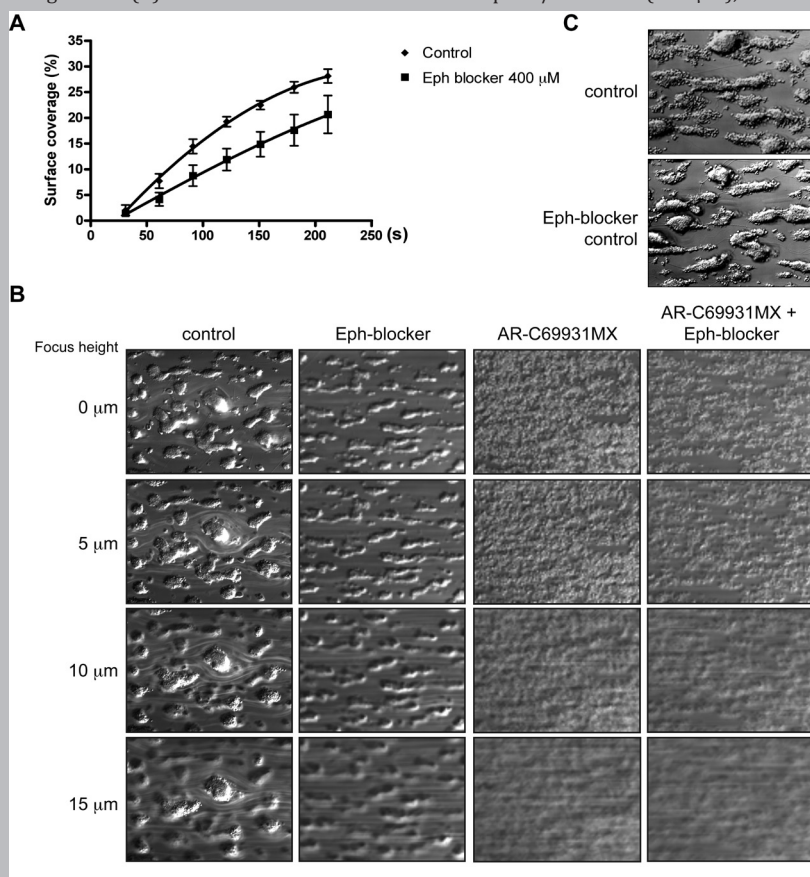 A
35
30
25
20
15
10
5
0
Surface coverage (%)
0 50 100 150 200 250 (s)
Control
Eph blocker 400 μM
C
control
Eph-blocker
control
B
Focus height
control
Eph-blocker
AR-C69931MX
AR-C69931MX +
Eph-blocker
0 μm
5 μm
10 μm
15 μm